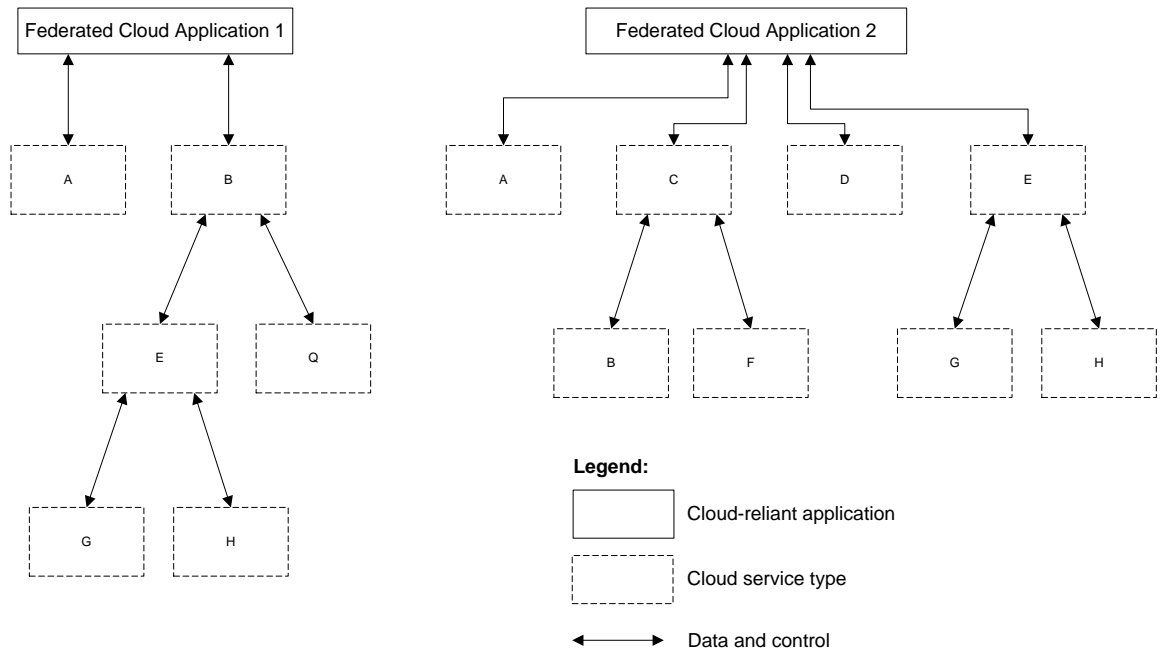 Federated Cloud Application 1
Federated Cloud Application 2
A
B
A
C
D
E
E
Q
B
F
G
H
G
H
Legend:
Cloud-reliant application
Cloud service type
Data and control